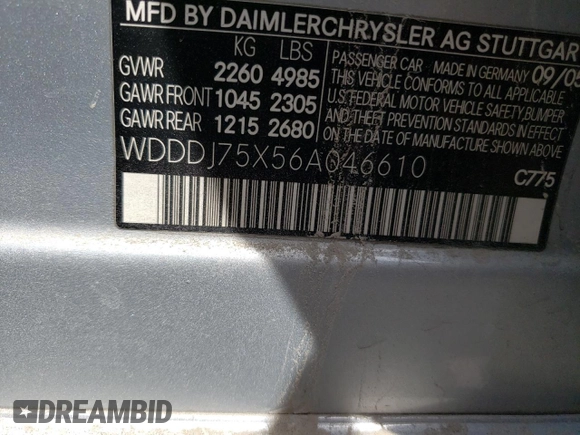 MFD BY DAIMLERCHRYSLER AG STUTTGAR
KG LBS
GVWR 2260 4985
GAWR FRONT 1045 2305
GAWR REAR 1215 2680
PASSENGER CAR MADE IN GERMANY 09/05
THIS VEHICLE CONFORMS TO ALL APPLICABLE
U.S. FEDERAL MOTOR VEHICLE SAFETY, BUMPER
AND THEFT PREVENTION STANDARDS IN EFFECT
ON THE DATE OF MANUFACTURE SHOWN ABOVE
WDDDJ75X56A046610
C775
DREAMBID